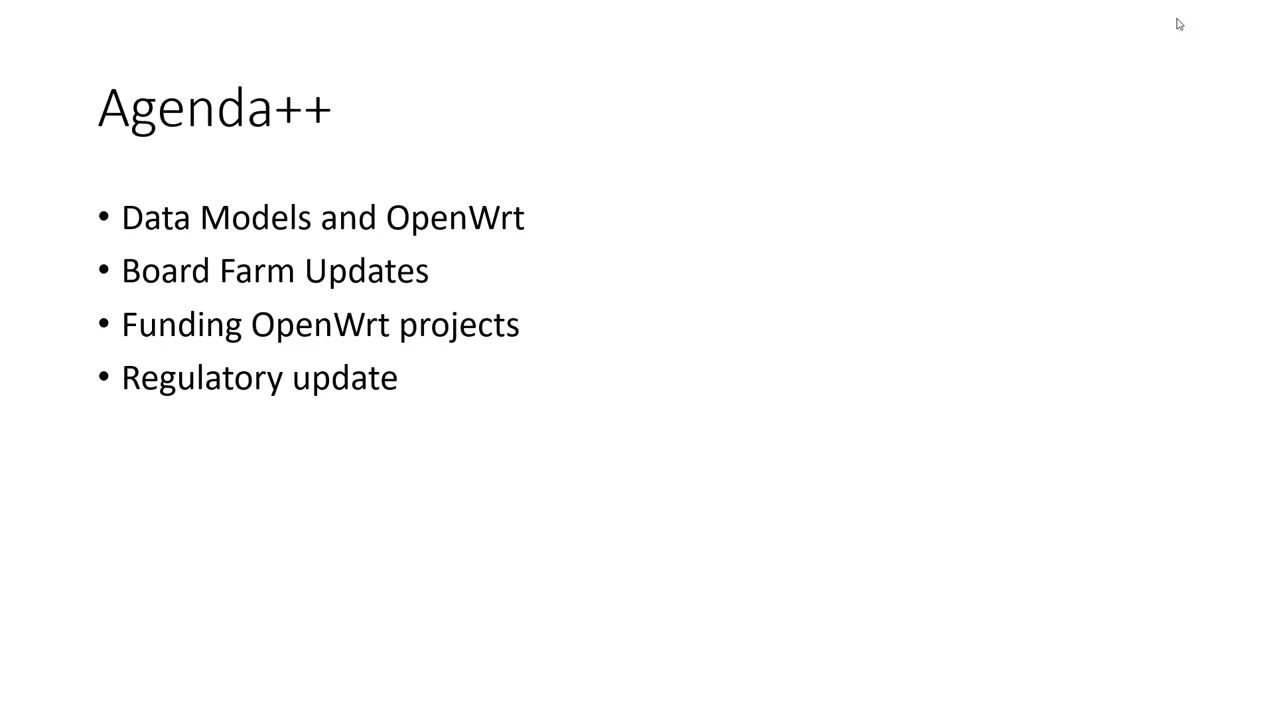 Agenda++
• Data Models and OpenWrt
• Board Farm Updates
• Funding OpenWrt projects
• Regulatory update